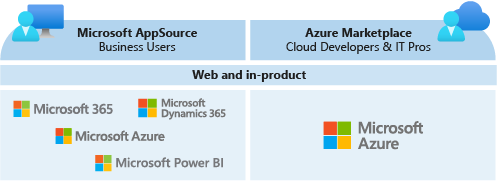 Microsoft AppSource
Business Users
Azure Marketplace
Cloud Developers & IT Pros
Web and in-product
Microsoft 365
Microsoft
Dynamics 365
Microsoft Azure
Microsoft Power BI
Microsoft
Azure